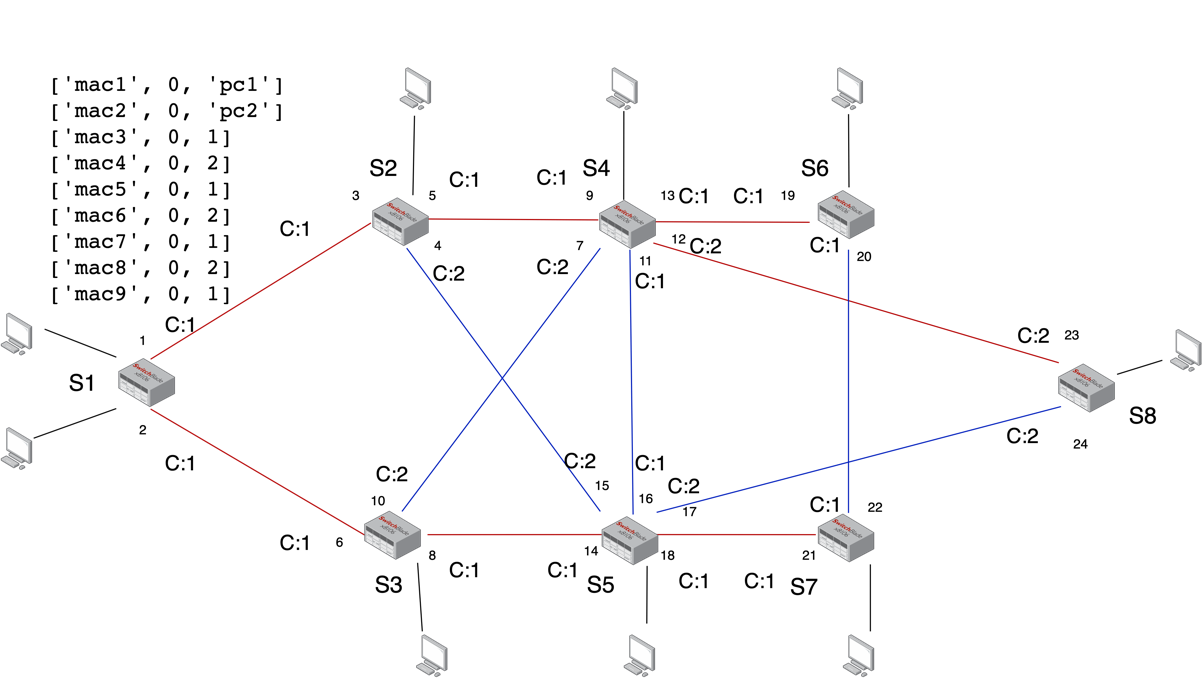 ['mac1', 0, 'pc1']
['mac2', 0, 'pc2']
['mac3', 0, 1]
['mac4', 0, 2]
['mac5', 0, 1]
['mac6', 0, 2]
['mac7', 0, 1]
['mac8', 0, 2]
['mac9', 0, 1]
S2
S4
S6
C:1
C:1
3
5
9
13
C:1
C:1
19
C:1
4
7
12
C:2
C:1
20
C:2
C:2
11
C:1
C:1
1
C:2
23
S1
S8
2
C:2
24
C:1
C:2
C:2
C:1
C:2
10
15
16
17
C:1
22
C:1
6
8
14
18
21
C:1
C:1
C:1
C:1
S3
S5
S7